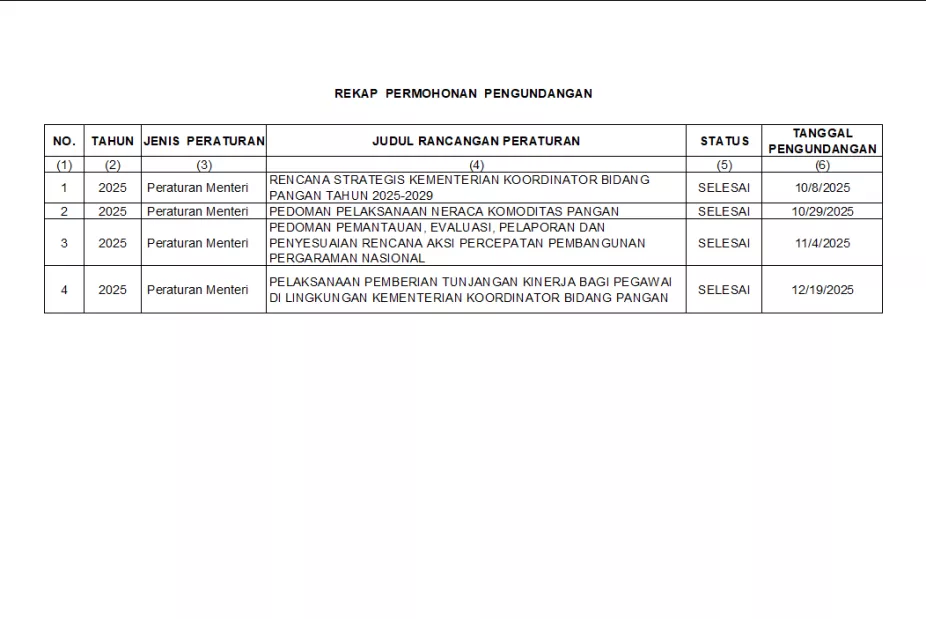 REKAP PERMOHONAN PENGUNDANGAN
NO. TAHUN JENIS PERATURAN JUDUL RANCANGAN PERATURAN STATUS TANGGAL PENGUNDANGAN
(1) (2) (3) (4) (5) (6)
1 2025 Peraturan Menteri RENCANA STRATEGIS KEMENTERIAN KOORDINATOR BIDANG
PANGAN TAHUN 2025-2029 SELESAI 10/8/2025
2 2025 Peraturan Menteri PEDOMAN PELAKSANAAN NERACA KOMODITAS PANGAN SELESAI 10/29/2025
3 2025 Peraturan Menteri PEDOMAN PEMANTAUAN, EVALUASI, PELAPORAN DAN
PENYESUAIAN RENCANA AKSI PERCEPATAN PEMBANGUNAN
PERGARAMAN NASIONAL SELESAI 11/4/2025
4 2025 Peraturan Menteri PELAKSANAAN PEMBERIAN TUNJANGAN KINERJA BAGI PEGAWAI
DI LINGKUNGAN KEMENTERIAN KOORDINATOR BIDANG PANGAN SELESAI 12/19/2025